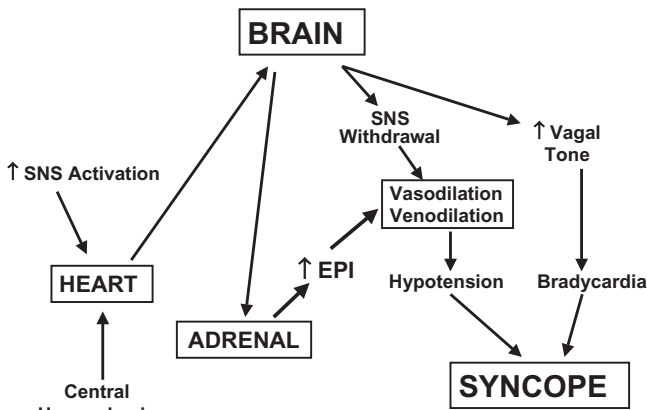 BRAIN
SNS
Withdrawal
↑ Vagal
Tone
↑ SNS Activation
Vasodilation
Venodilation
↑ EPI
HEART
Hypotension
Bradycardia
ADRENAL
SYNCOPE
Central